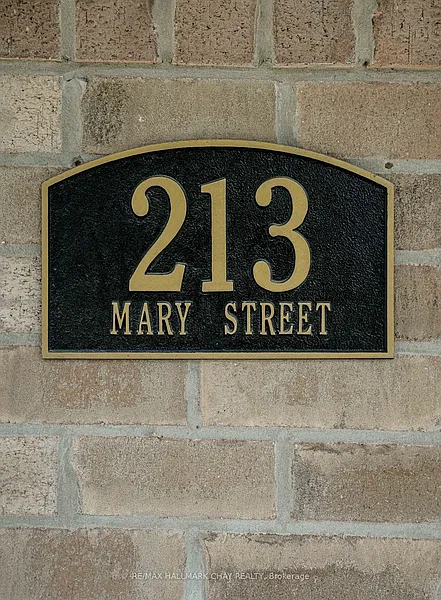 213
MARY STREET
RE/MAX HALLMARK CHAY REALTY, Brokerage